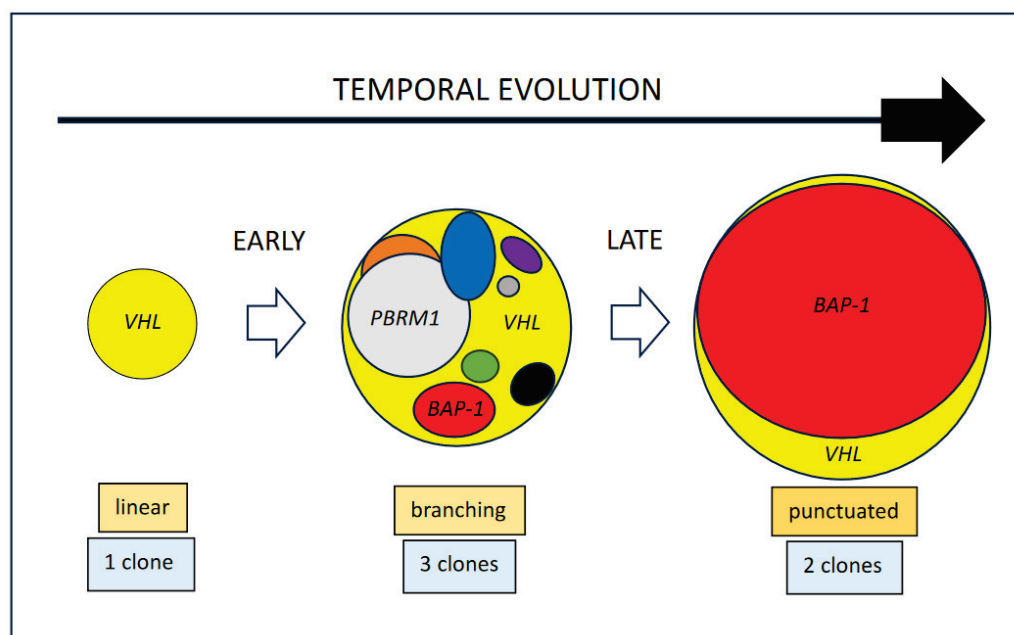 TEMPORAL EVOLUTION
EARLY
LATE
VHL
PBRM1
VHL
BAP-1
BAP-1
VHL
linear
branching
punctuated
1 clone
3 clones
2 clones